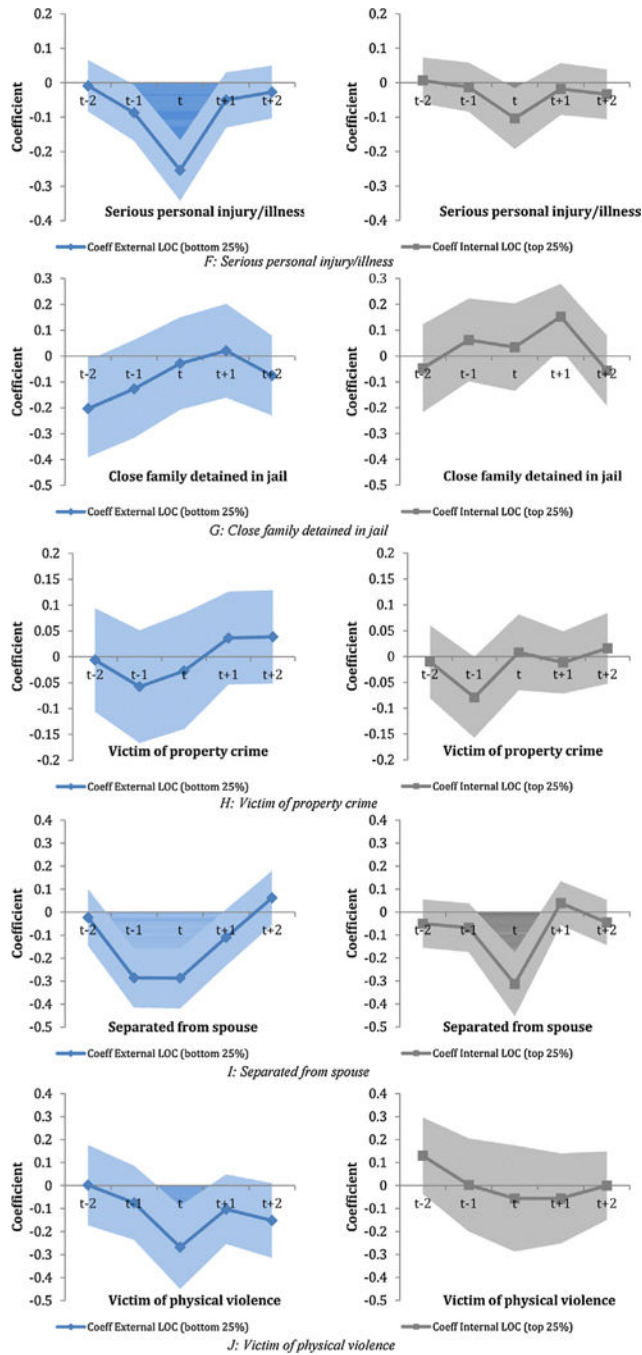 0.2
0.1
0
-0.1
-0.2
-0.3
-0.4
Coefficient
t-2 t-1 t t+1 t+2
Serious personal injury/illness
Coeff External LOC (bottom 25%)
0.2
0.1
0
-0.1
-0.2
-0.3
-0.4
Coefficient
t-2 t-1 t t+1 t+2
Serious personal injury/illness
Coeff Internal LOC (top 25%)
F: Serious personal injury/illness
0.3
0.2
0.1
0
-0.1
-0.2
-0.3
-0.4
-0.5
Coefficient
t-2 t-1 t t+1 t+2
Close family detained in jail
Coeff External LOC (bottom 25%)
0.3
0.2
0.1
0
-0.1
-0.2
-0.3
-0.4
-0.5
Coefficient
t-2 t-1 t t+1 t+2
Close family detained in jail
Coeff Internal LOC (top 25%)
G: Close family detained in jail
0.2
0.15
0.1
0.05
0
-0.05
-0.1
-0.15
-0.2
Coefficient
t-2 t-1 t t+1 t+2
Victim of property crime
Coeff External LOC (bottom 25%)
0.2
0.15
0.1
0.05
0
-0.05
-0.1
-0.15
-0.2
Coefficient
t-2 t-1 t t+1 t+2
Victim of property crime
Coeff Internal LOC (top 25%)
H: Victim of property crime
0.4
0.3
0.2
0.1
0
-0.1
-0.2
-0.3
-0.4
-0.5
Coefficient
t-2 t-1 t t+1 t+2
Separated from spouse
Coeff External LOC (bottom 25%)
0.4
0.3
0.2
0.1
0
-0.1
-0.2
-0.3
-0.4
-0.5
Coefficient
t-2 t-1 t t+1 t+2
Separated from spouse
Coeff Internal LOC (top 25%)
I: Separated from spouse
0.4
0.3
0.2
0.1
0
-0.1
-0.2
-0.3
-0.4
-0.5
Coefficient
t-2 t-1 t t+1 t+2
Victim of physical violence
Coeff External LOC (bottom 25%)
0.4
0.3
0.2
0.1
0
-0.1
-0.2
-0.3
-0.4
-0.5
Coefficient
t-2 t-1 t t+1 t+2
Victim of physical violence
Coeff Internal LOC (top 25%)
J: Victim of physical violence